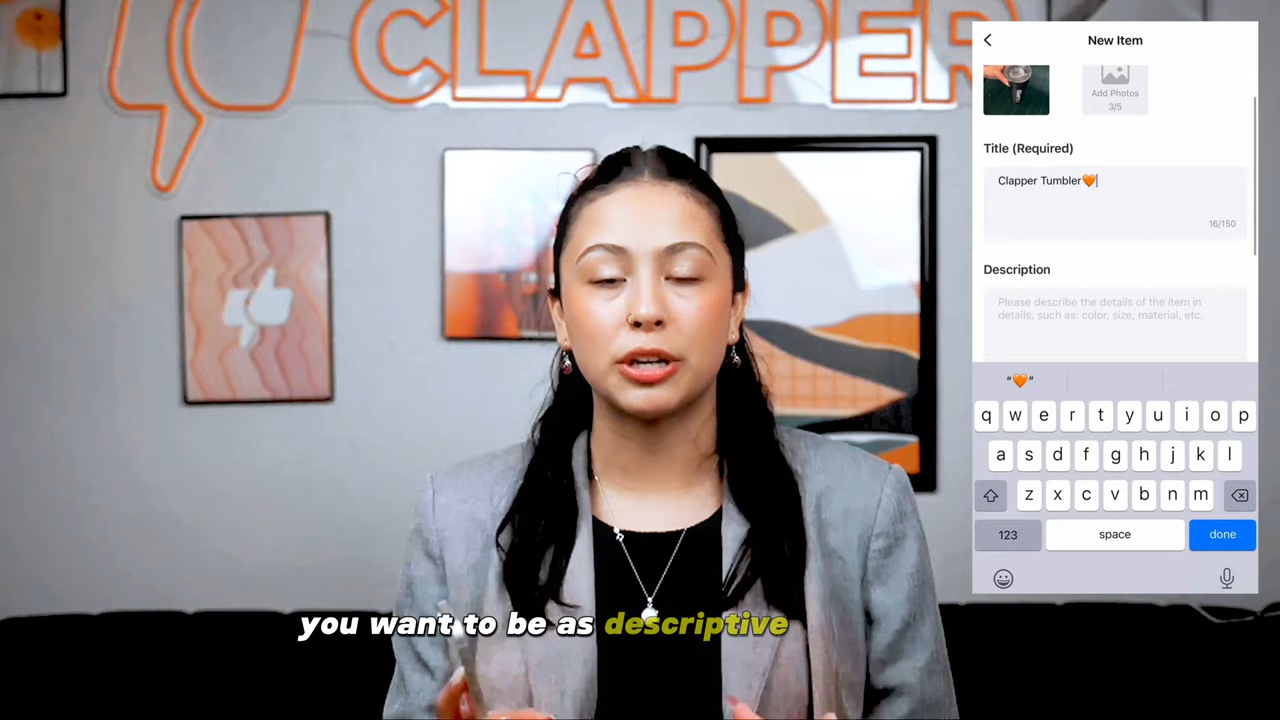 CLAPPER
New Item
Add Photos
3/5
Title (Required)
Clapper Tumbler🧡
16/150
Description
Please describe the details of the item in
details, such as: color, size, material, etc.
"🧡"
q w e r t y u i o p
a s d f g h j k l
z x c v b n m
123 space done
you want to be as descriptive